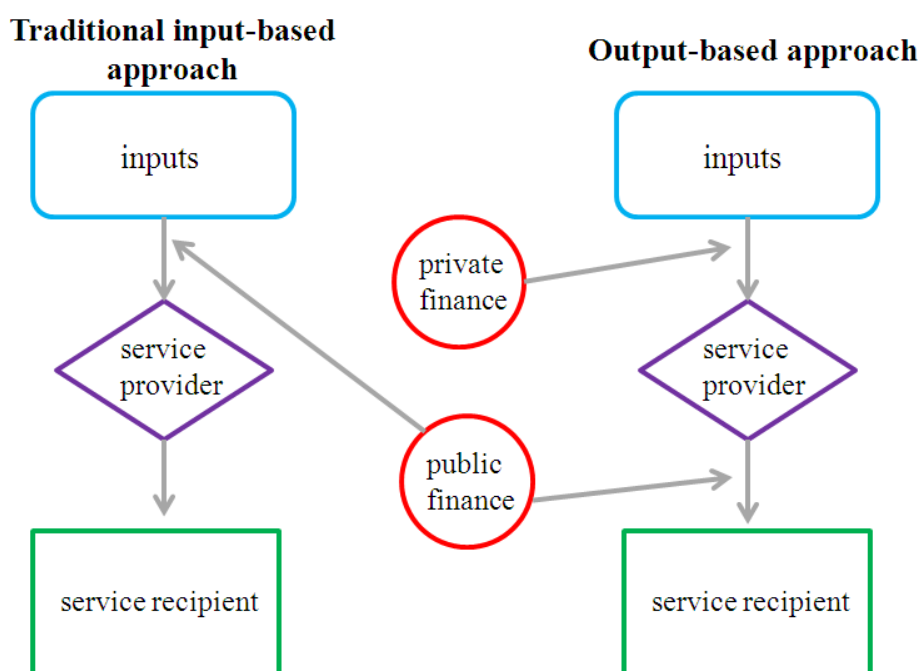 Traditional input-based
approach
Output-based approach
inputs
inputs
private
finance
service
provider
service
provider
public
finance
service recipient
service recipient